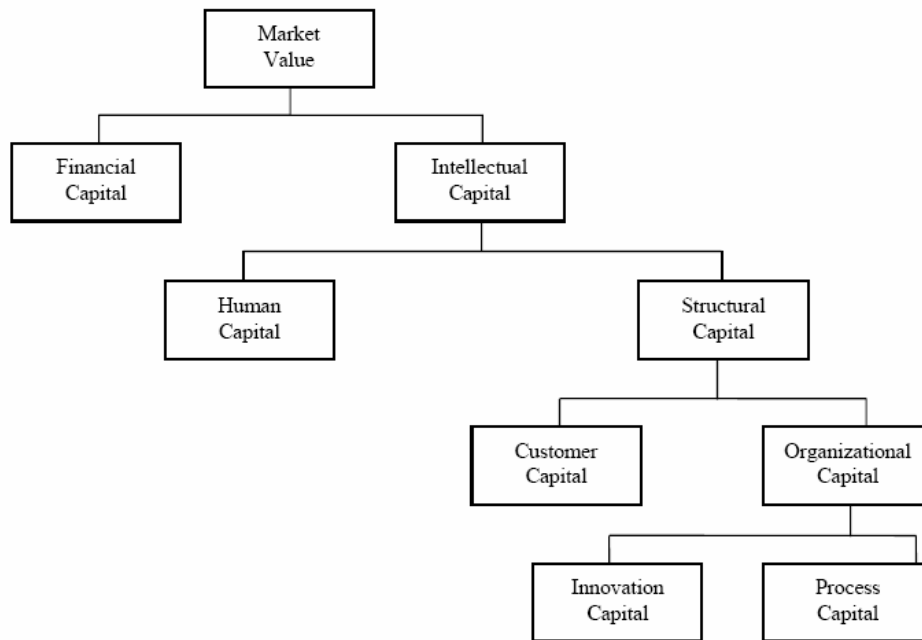 Market
Value
Financial
Capital
Intellectual
Capital
Human
Capital
Structural
Capital
Customer
Capital
Organizational
Capital
Innovation
Capital
Process
Capital